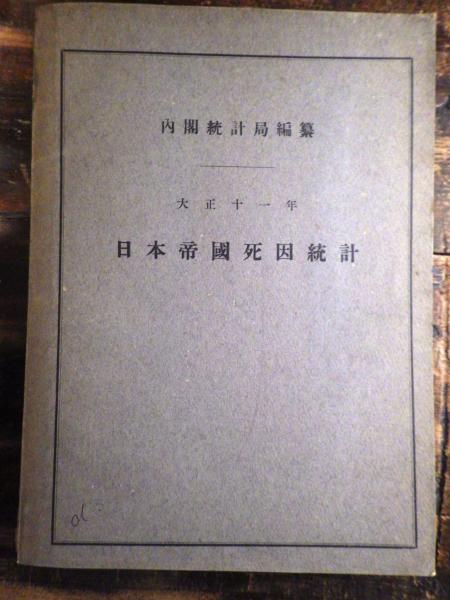 內閣統計局編纂
大正十一年
日本帝國死因統計